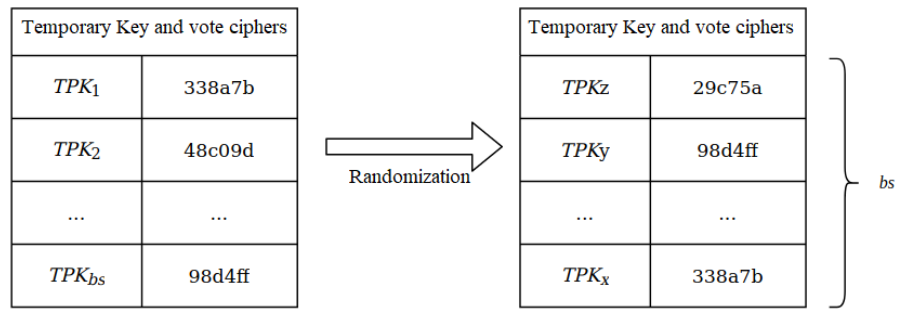 Temporary Key and vote ciphers
TPK1 338a7b
TPK2 48c09d
... ...
TPKbs 98d4ff
Randomization
Temporary Key and vote ciphers
TPKz 29c75a
TPKy 98d4ff
... ...
TPKx 338a7b
bs